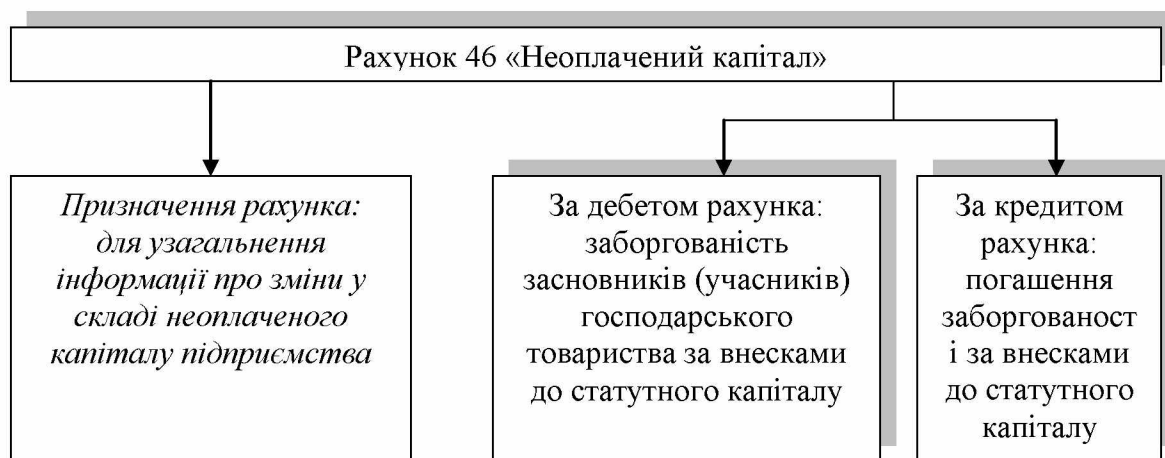 Рахунок 46 «Неоплачений капітал»
Призначення рахунка:
для узагальнення
інформації про зміни у
складі неоплаченого
капіталу підприємства
За дебетом рахунка:
заборгованість
засновників (учасників)
господарського
товариства за внесками
до статутного капіталу
За кредитом
рахунка:
погашення
заборгованост
і за внесками
до статутного
капіталу